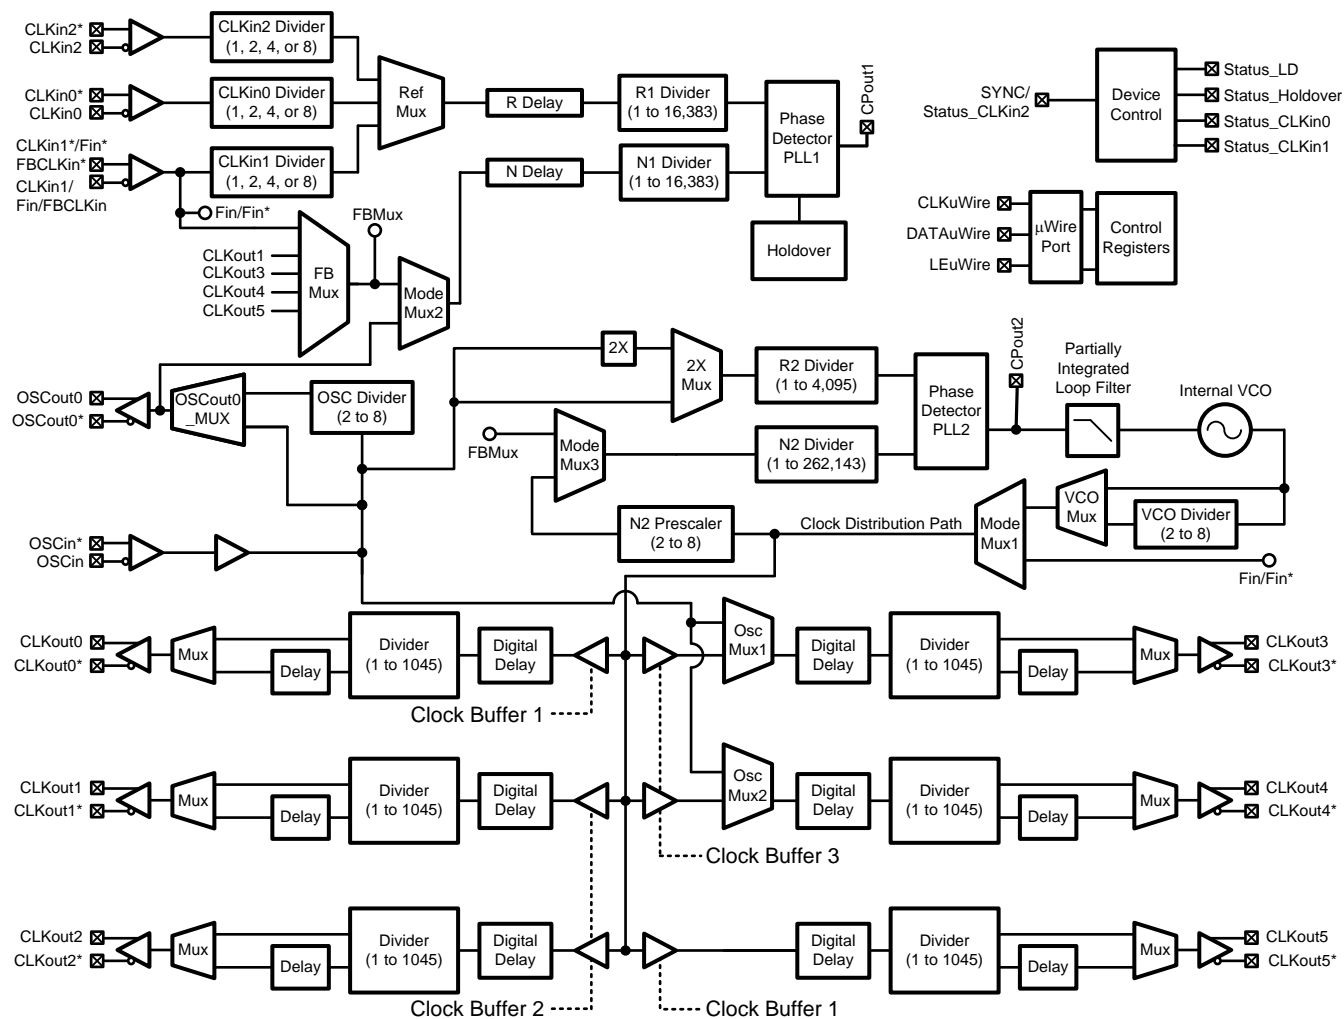 CLKin2*
CLKin2
CLKin2 Divider
(1, 2, 4, or 8)
CLKin0*
CLKin0
CLKin0 Divider
(1, 2, 4, or 8)
CLKin1*/Fin*
FBCLKin*
CLKin1/
Fin/FBCLKin
CLKin1 Divider
(1, 2, 4, or 8)
Ref
Mux
R Delay
R1 Divider
(1 to 16,383)
N Delay
N1 Divider
(1 to 16,383)
Phase
Detector
PLL1
CPout1
Holdover
SYNC/
Status_CLKin2
Device
Control
Status_LD
Status_Holdover
Status_CLKin0
Status_CLKin1
CLKuWire
DATAuWire
LEuWire
µWire
Port
Control
Registers
Fin/Fin*
CLKout1
CLKout3
CLKout4
CLKout5
FB
Mux
FBMux
Mode
Mux2
2X
2X
Mux
R2 Divider
(1 to 4,095)
Phase
Detector
PLL2
CPout2
Partially
Integrated
Loop Filter
Internal VCO
OSCout0
OSCout0*
OSCout0
_MUX
OSC Divider
(2 to 8)
FBMux
Mode
Mux3
N2 Divider
(1 to 262,143)
N2 Prescaler
(2 to 8)
Clock Distribution Path
Mode
Mux1
VCO
Mux
VCO Divider
(2 to 8)
Fin/Fin*
OSCin*
OSCin
CLKout0
CLKout0*
Mux
Delay
Divider
(1 to 1045)
Digital
Delay
Osc
Mux1
Digital
Delay
Divider
(1 to 1045)
Delay
Mux
CLKout3
CLKout3*
Clock Buffer 1
CLKout1
CLKout1*
Mux
Delay
Divider
(1 to 1045)
Digital
Delay
Osc
Mux2
Digital
Delay
Divider
(1 to 1045)
Delay
Mux
CLKout4
CLKout4*
Clock Buffer 3
CLKout2
CLKout2*
Mux
Delay
Divider
(1 to 1045)
Digital
Delay
Digital
Delay
Divider
(1 to 1045)
Delay
Mux
CLKout5
CLKout5*
Clock Buffer 2
Clock Buffer 1